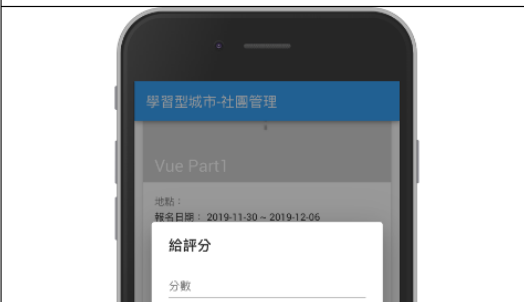 學習型城市-社團管理
Vue Part1
地點：
報名日期： 2019-11-30 ~ 2019-12-06
給評分
分數